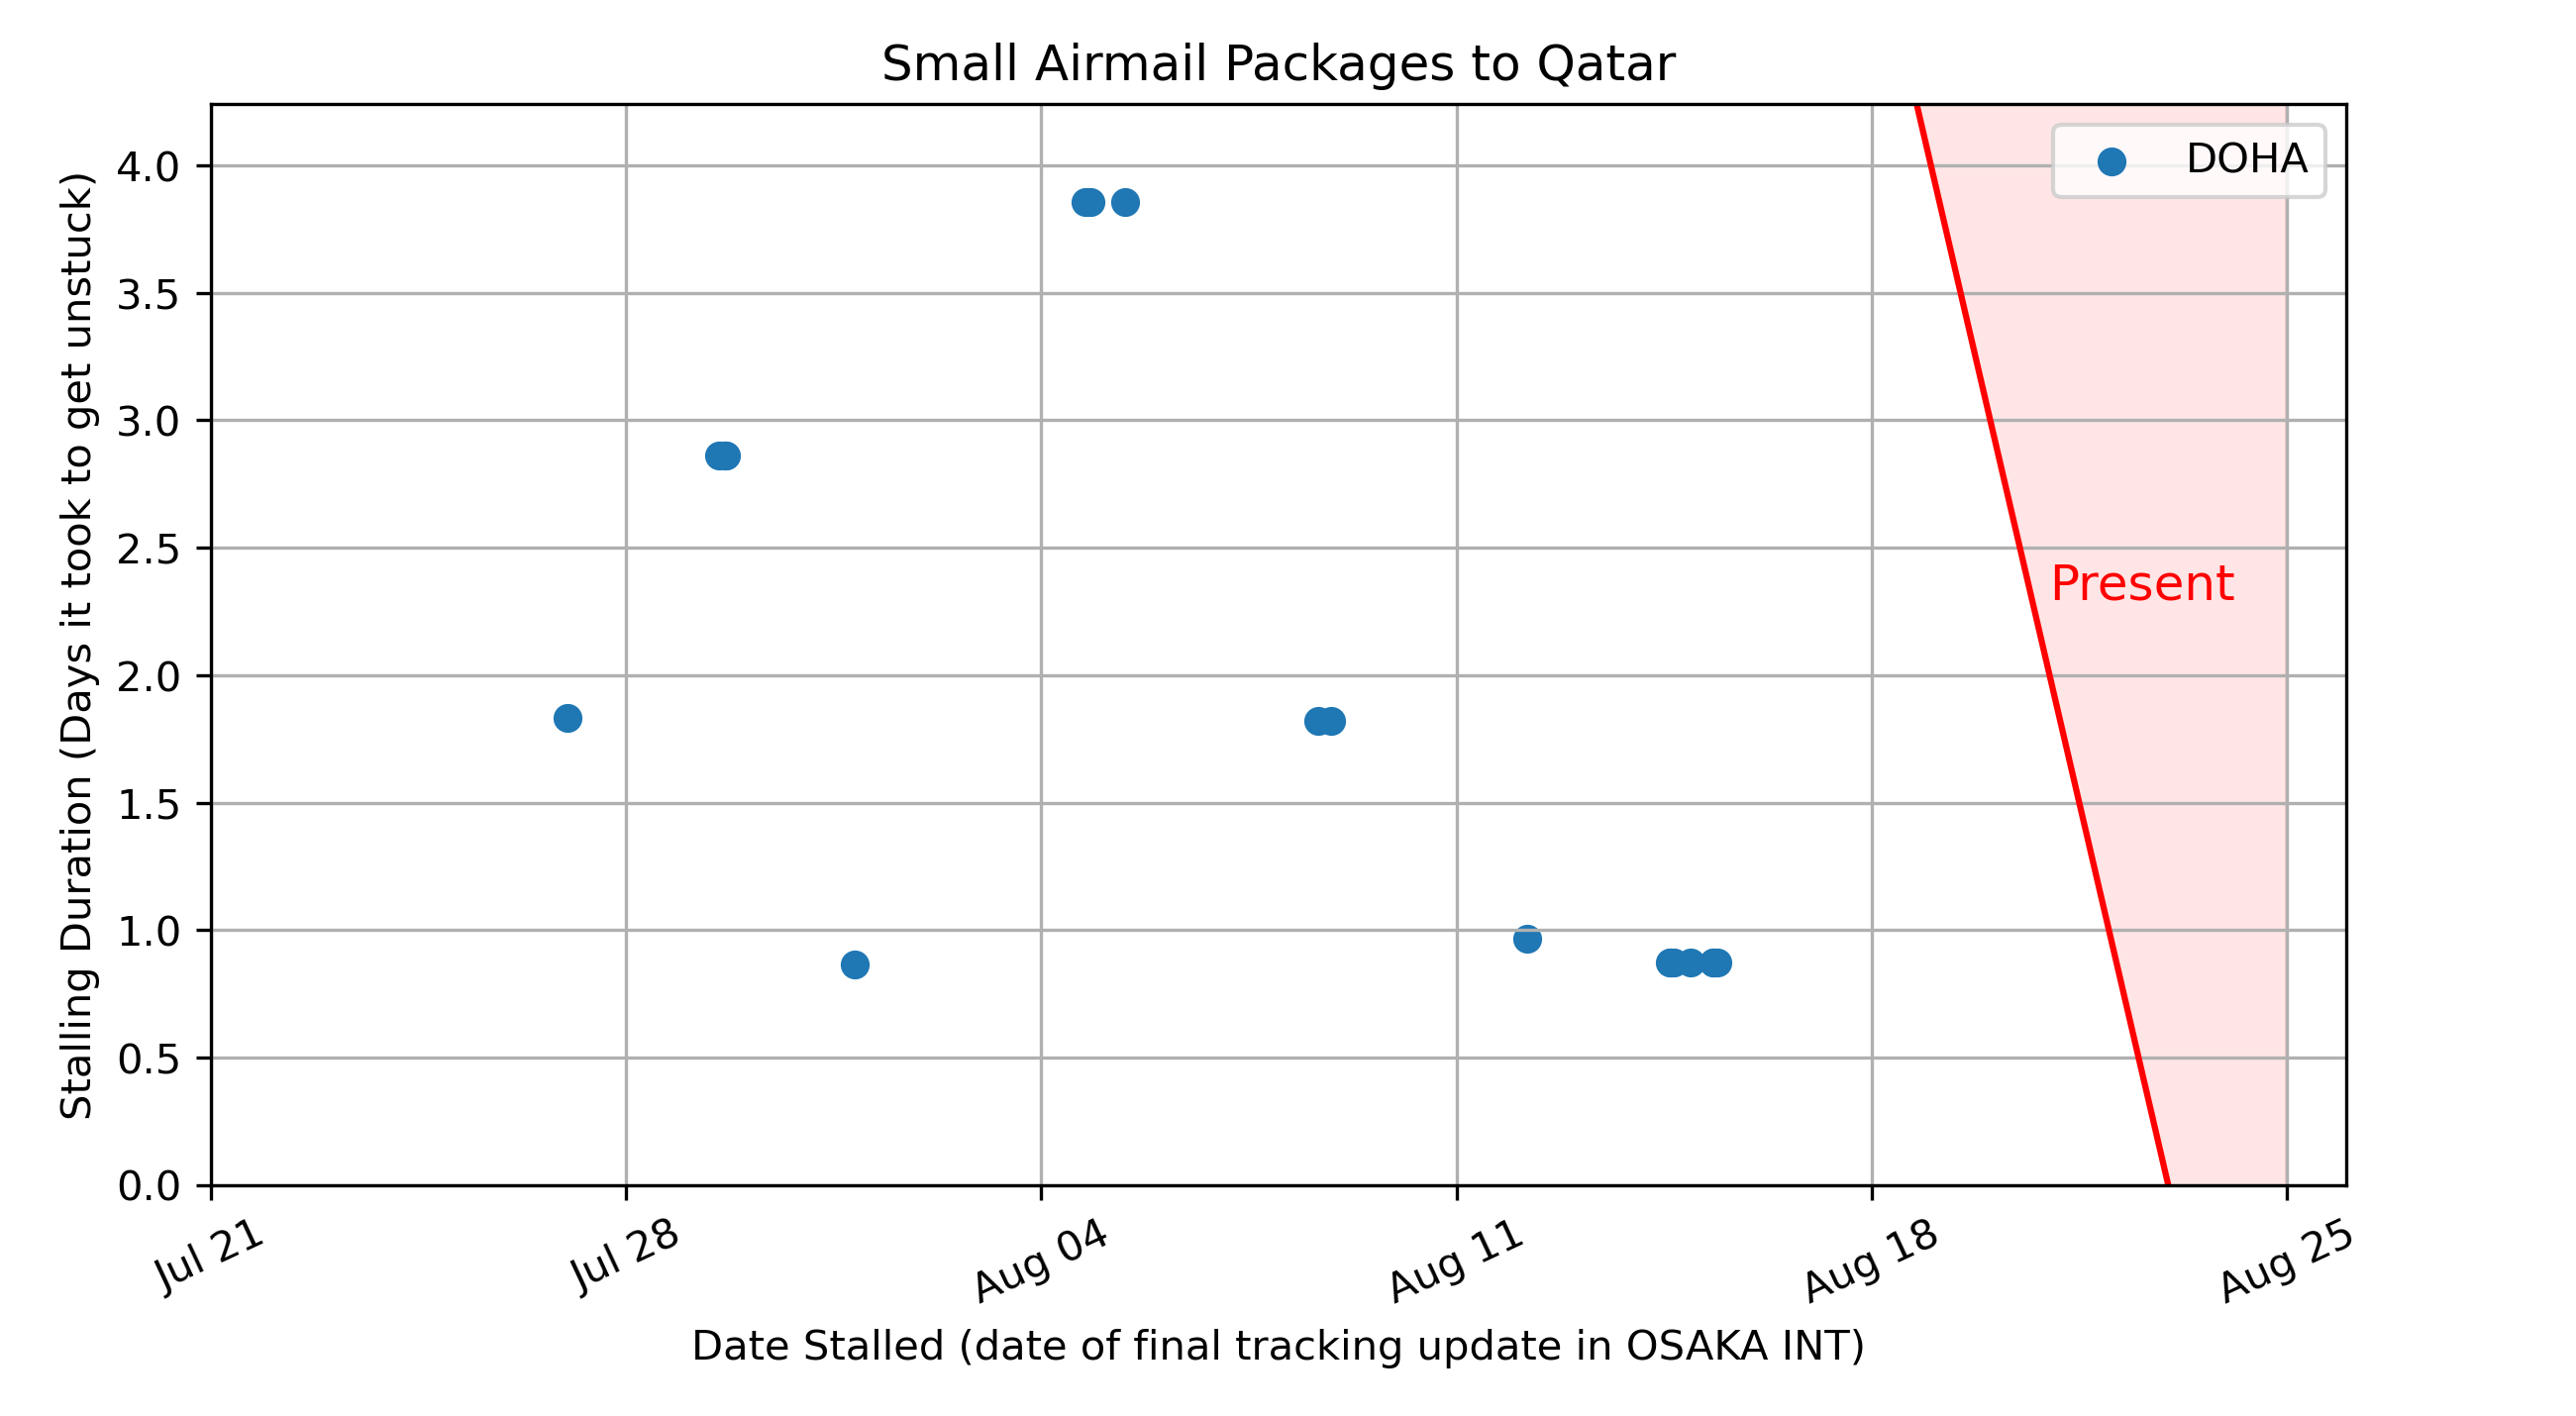 Small Airmail Packages to Qatar
DOHA
Present
Stalling Duration (Days it took to get unstuck)
4.0
3.5
3.0
2.5
2.0
1.5
1.0
0.5
0.0
Jul 21
Jul 28
Aug 04
Aug 11
Aug 18
Aug 25
Date Stalled (date of final tracking update in OSAKA INT)